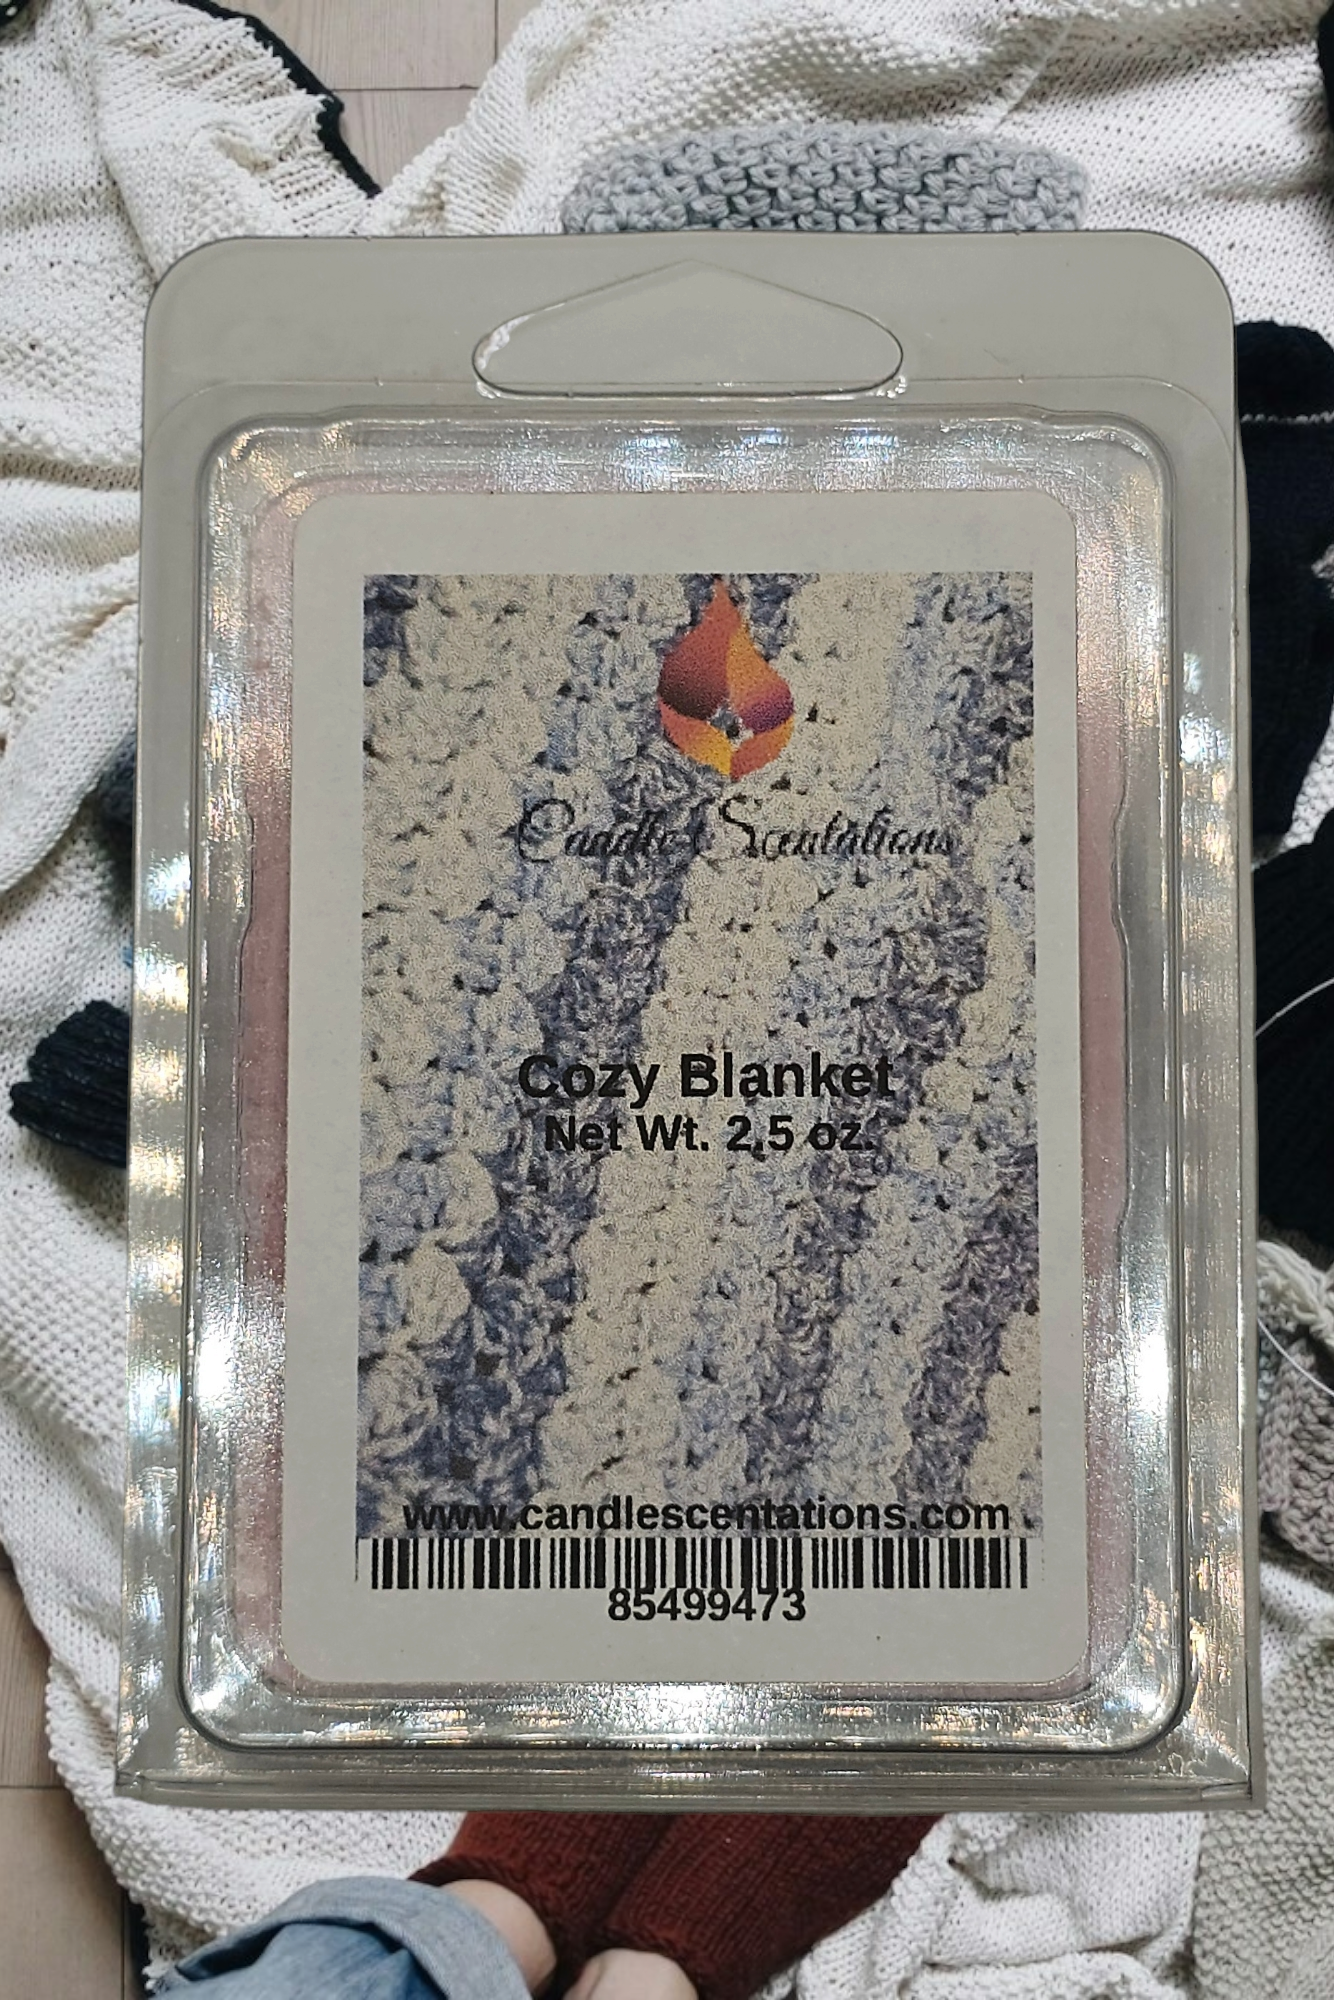 Candle Scentations
Cozy Blanket
Net Wt. 2.5 oz.
www.candlescentations.com
85499473